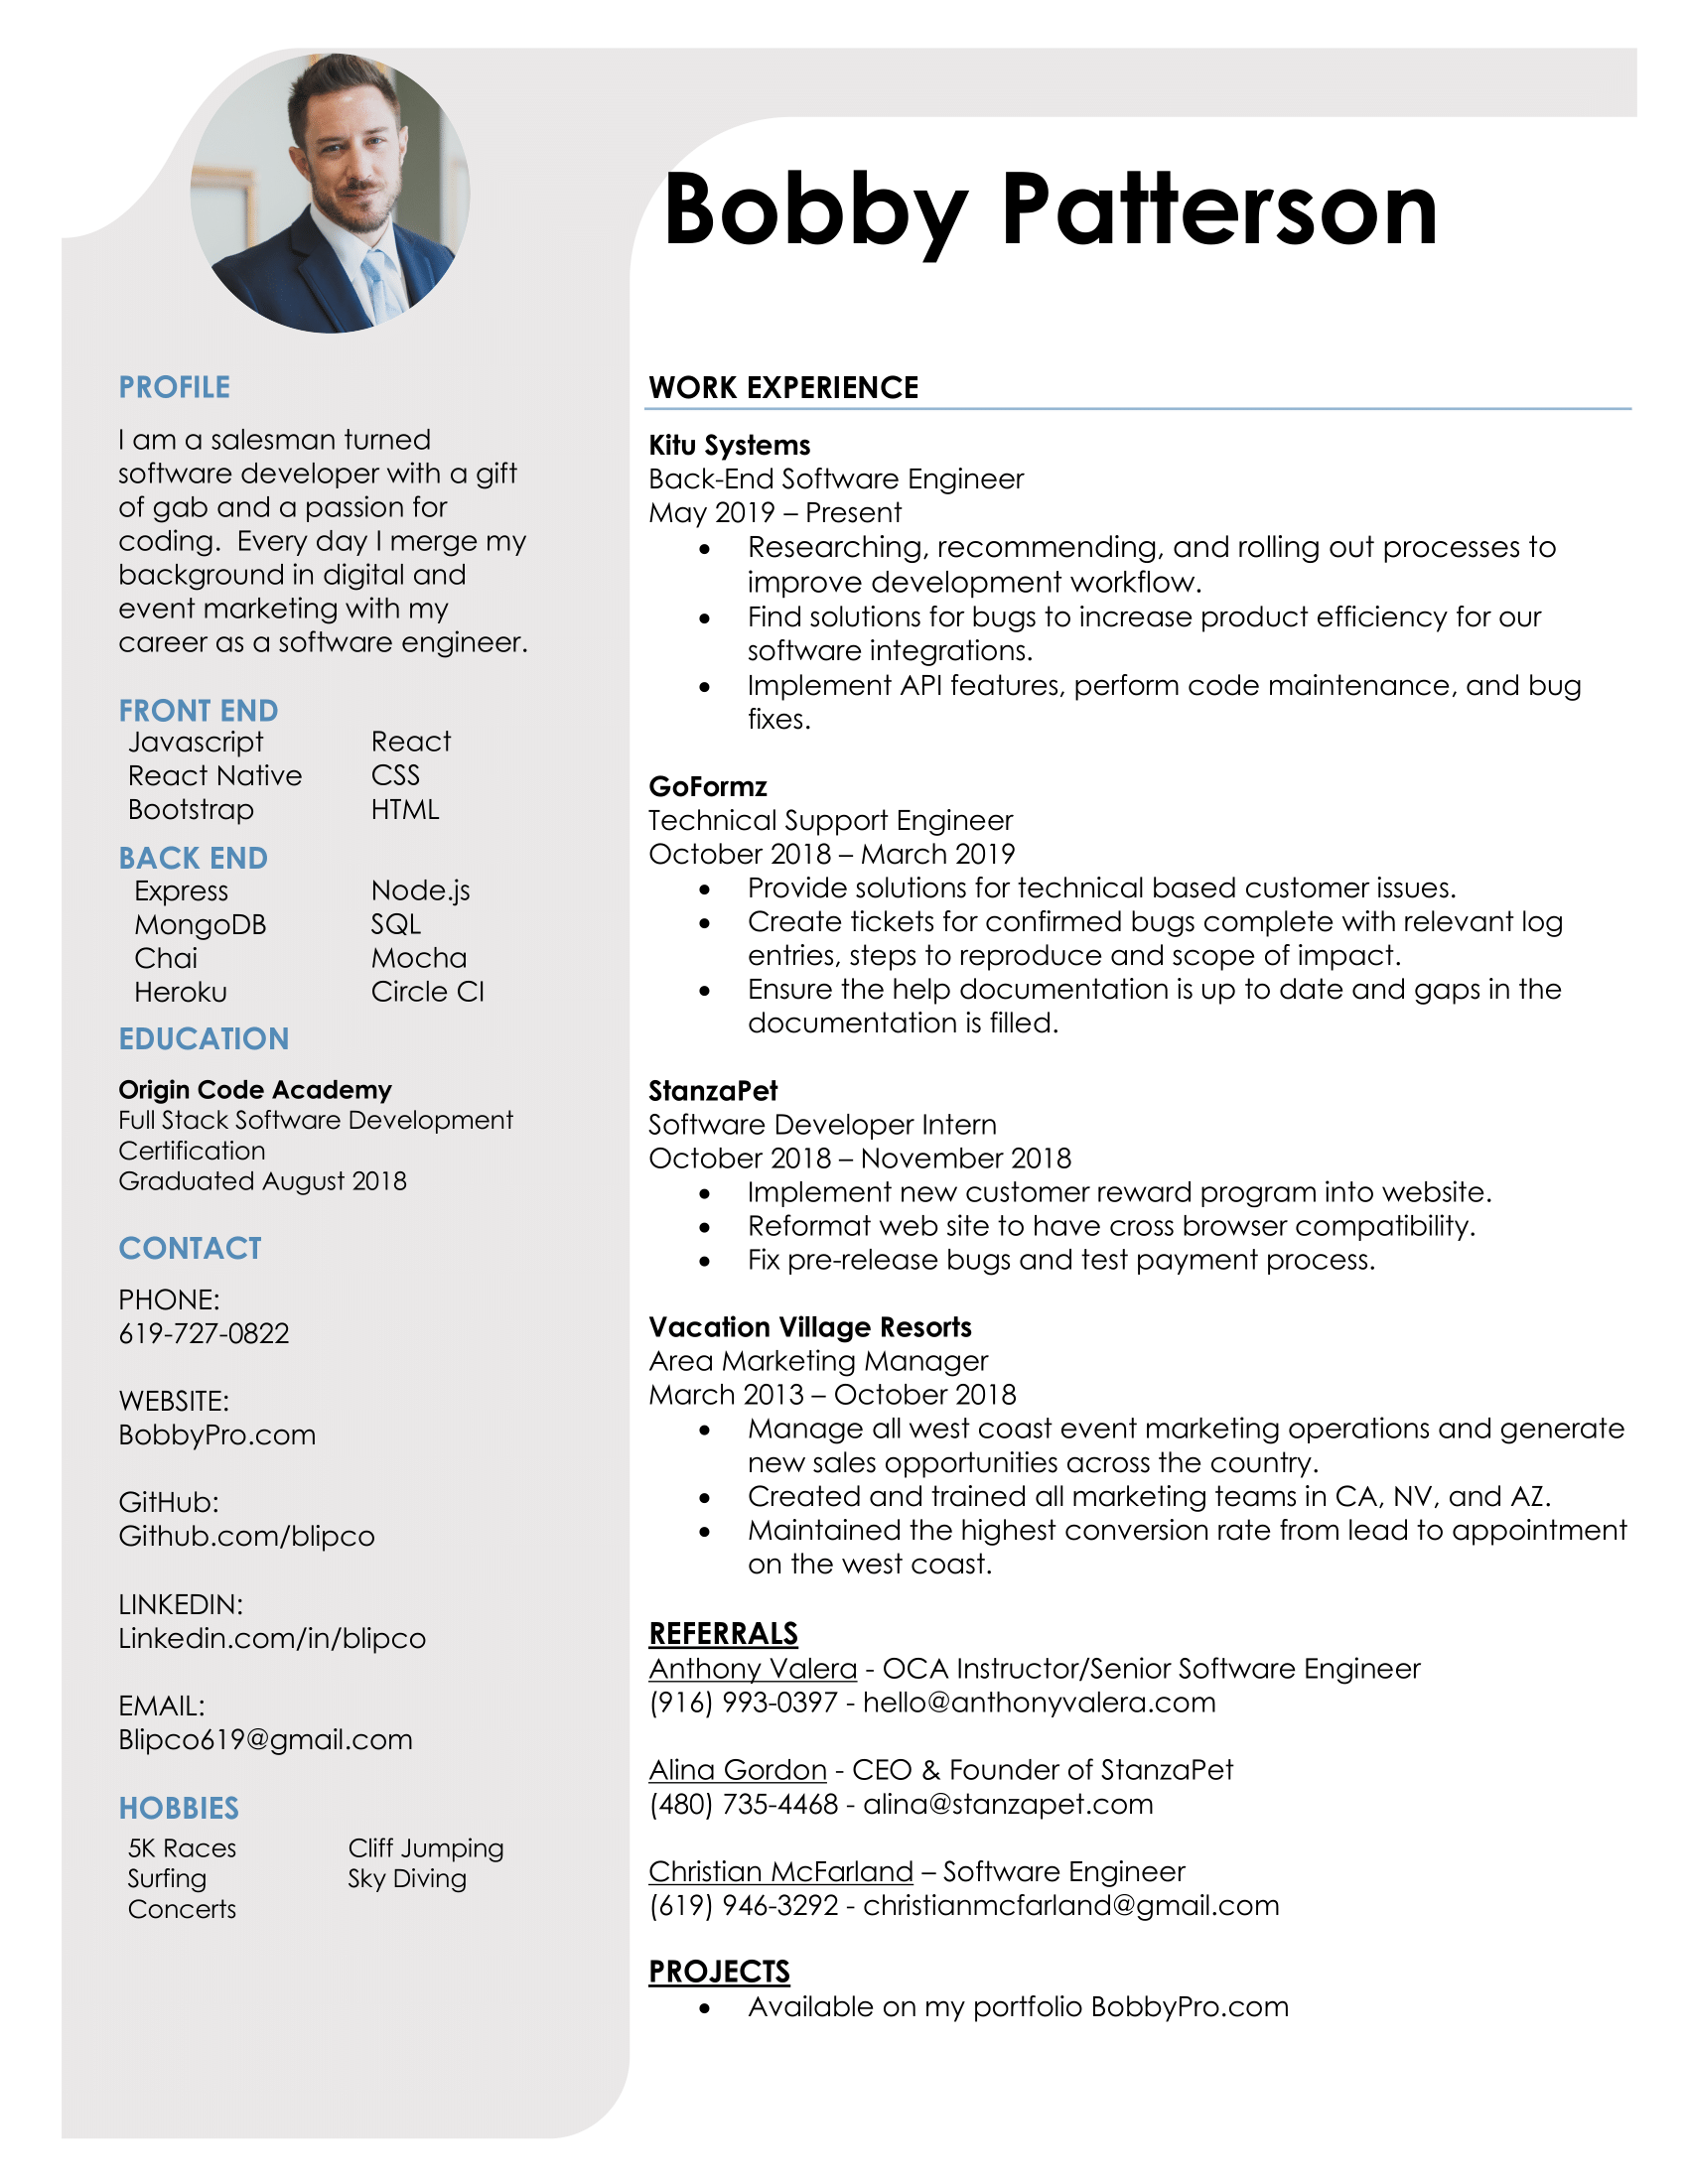 Bobby Patterson
PROFILE
I am a salesman turned
software developer with a gift
of gab and a passion for
coding.  Every day I merge my
background in digital and
event marketing with my
career as a software engineer.
FRONT END
Javascript React
React Native CSS
Bootstrap HTML
BACK END
Express Node.js
MongoDB SQL
Chai Mocha
Heroku Circle CI
EDUCATION
Origin Code Academy
Full Stack Software Development
Certification
Graduated August 2018
CONTACT
PHONE:
619-727-0822
WEBSITE:
BobbyPro.com
GitHub:
Github.com/blipco
LINKEDIN:
Linkedin.com/in/blipco
EMAIL:
Blipco619@gmail.com
HOBBIES
5K Races Cliff Jumping
Surfing Sky Diving
Concerts
WORK EXPERIENCE
Kitu Systems
Back-End Software Engineer
May 2019 – Present
• Researching, recommending, and rolling out processes to
improve development workflow.
• Find solutions for bugs to increase product efficiency for our
software integrations.
• Implement API features, perform code maintenance, and bug
fixes.
GoFormz
Technical Support Engineer
October 2018 – March 2019
• Provide solutions for technical based customer issues.
• Create tickets for confirmed bugs complete with relevant log
entries, steps to reproduce and scope of impact.
• Ensure the help documentation is up to date and gaps in the
documentation is filled.
StanzaPet
Software Developer Intern
October 2018 – November 2018
• Implement new customer reward program into website.
• Reformat web site to have cross browser compatibility.
• Fix pre-release bugs and test payment process.
Vacation Village Resorts
Area Marketing Manager
March 2013 – October 2018
• Manage all west coast event marketing operations and generate
new sales opportunities across the country.
• Created and trained all marketing teams in CA, NV, and AZ.
• Maintained the highest conversion rate from lead to appointment
on the west coast.
REFERRALS
Anthony Valera - OCA Instructor/Senior Software Engineer
(916) 993-0397 - hello@anthonyvalera.com
Alina Gordon - CEO & Founder of StanzaPet
(480) 735-4468 - alina@stanzapet.com
Christian McFarland – Software Engineer
(619) 946-3292 - christianmcfarland@gmail.com
PROJECTS
• Available on my portfolio BobbyPro.com